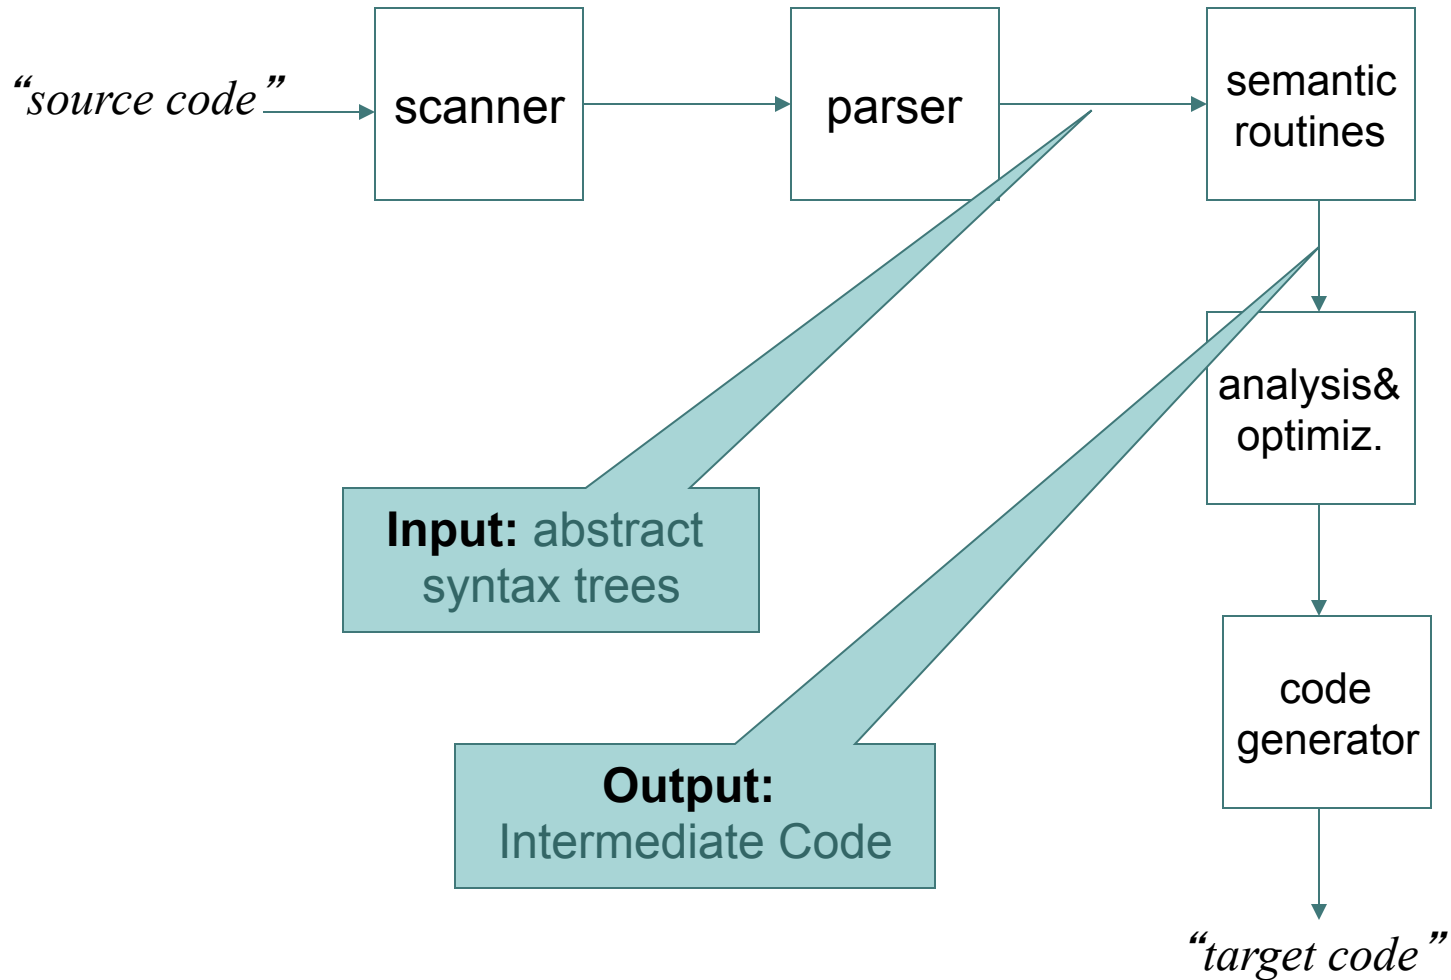 “source code”
scanner
parser
semantic
routines
analysis&
optimiz.
Input: abstract
syntax trees
code
generator
Output:
Intermediate Code
“target code”